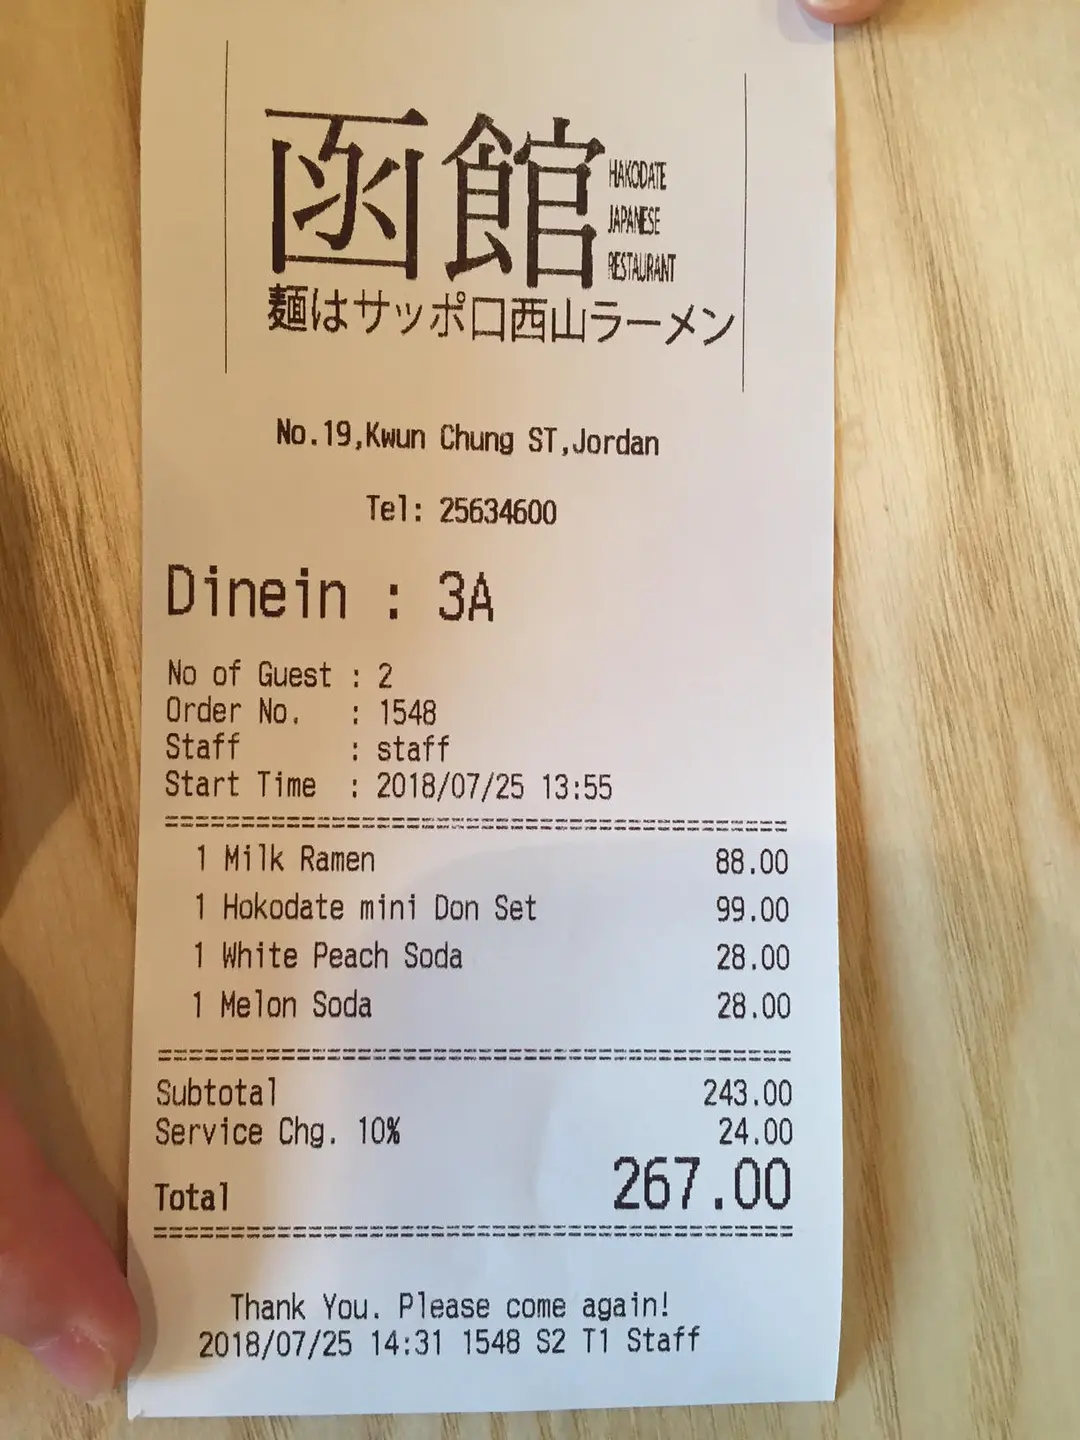 函館
HAKODATE
JAPANESE
RESTAURANT
麺はサッポロ西山ラーメン
No.19,Kwun Chung ST,Jordan
Tel: 25634600
Dinein : 3A
No of Guest : 2
Order No. : 1548
Staff : staff
Start Time : 2018/07/25 13:55
1 Milk Ramen 88.00
1 Hokodate mini Don Set 99.00
1 White Peach Soda 28.00
1 Melon Soda 28.00
Subtotal 243.00
Service Chg. 10% 24.00
Total 267.00
Thank You. Please come again!
2018/07/25 14:31 1548 S2 T1 Staff